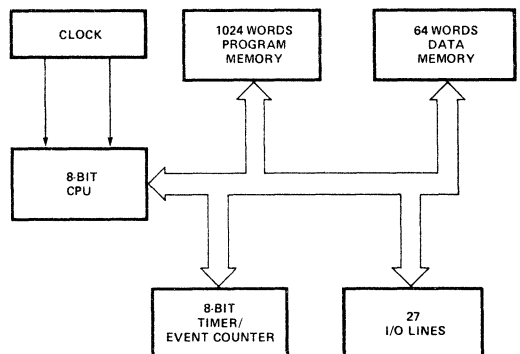 CLOCK
1024 WORDS
PROGRAM
MEMORY
64 WORDS
DATA
MEMORY
8-BIT
CPU
8-BIT
TIMER/
EVENT COUNTER
27
I/O LINES